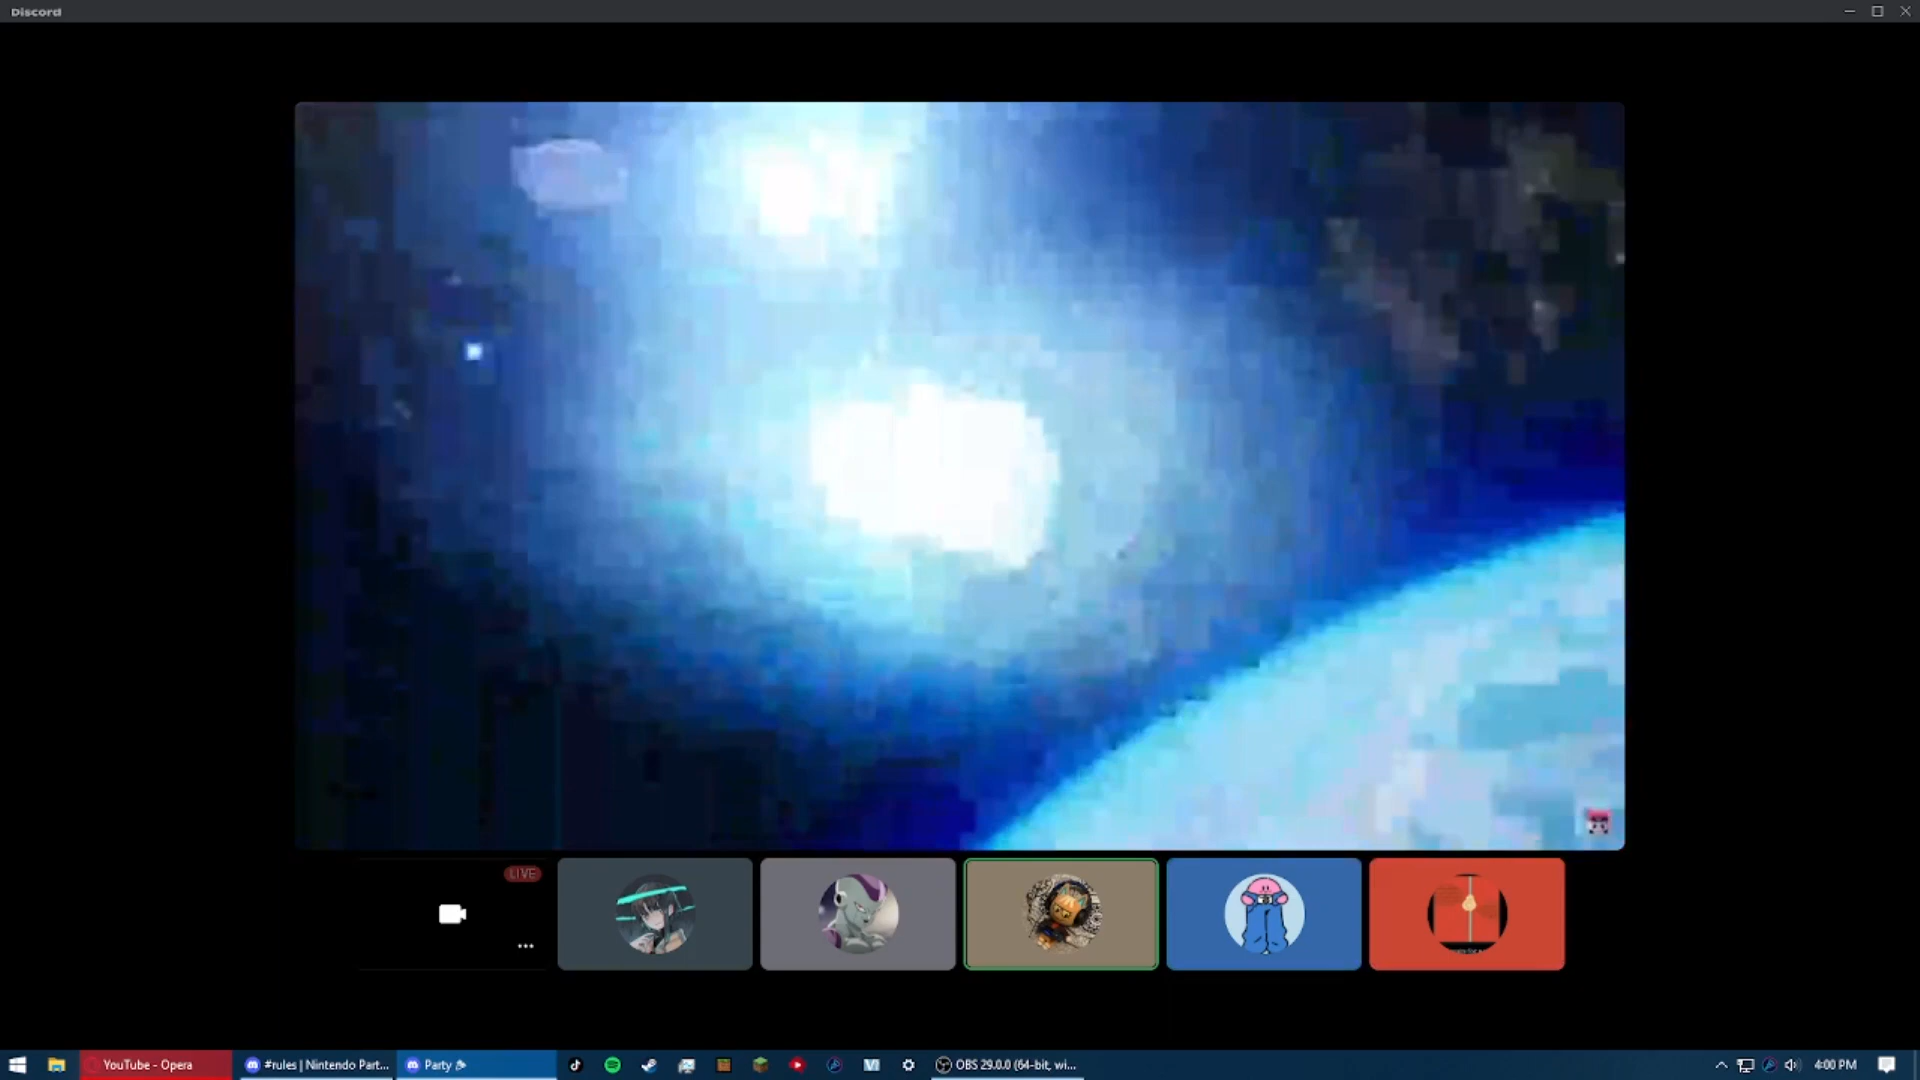 Discord
LIVE
YouTube - Opera
#rules | Nintendo Part...
Party
OBS 29.0.0 (64-bit, wi...
4:00 PM